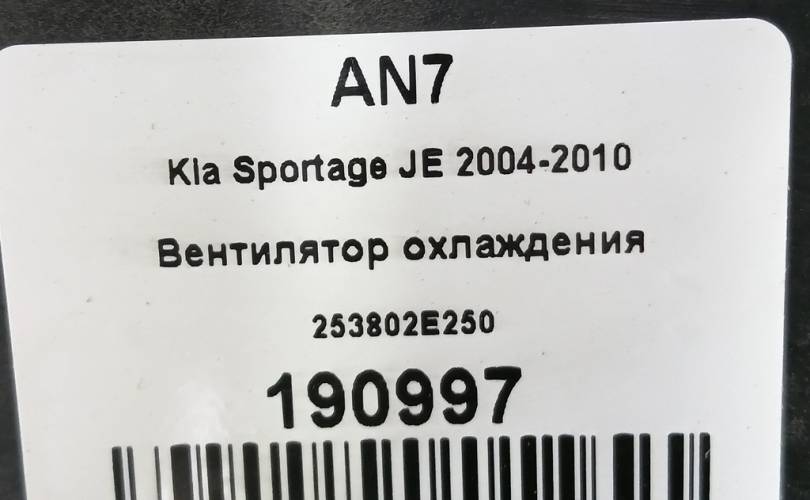 AN7
Kia Sportage JE 2004-2010
Вентилятор охлаждения
253802E250
190997